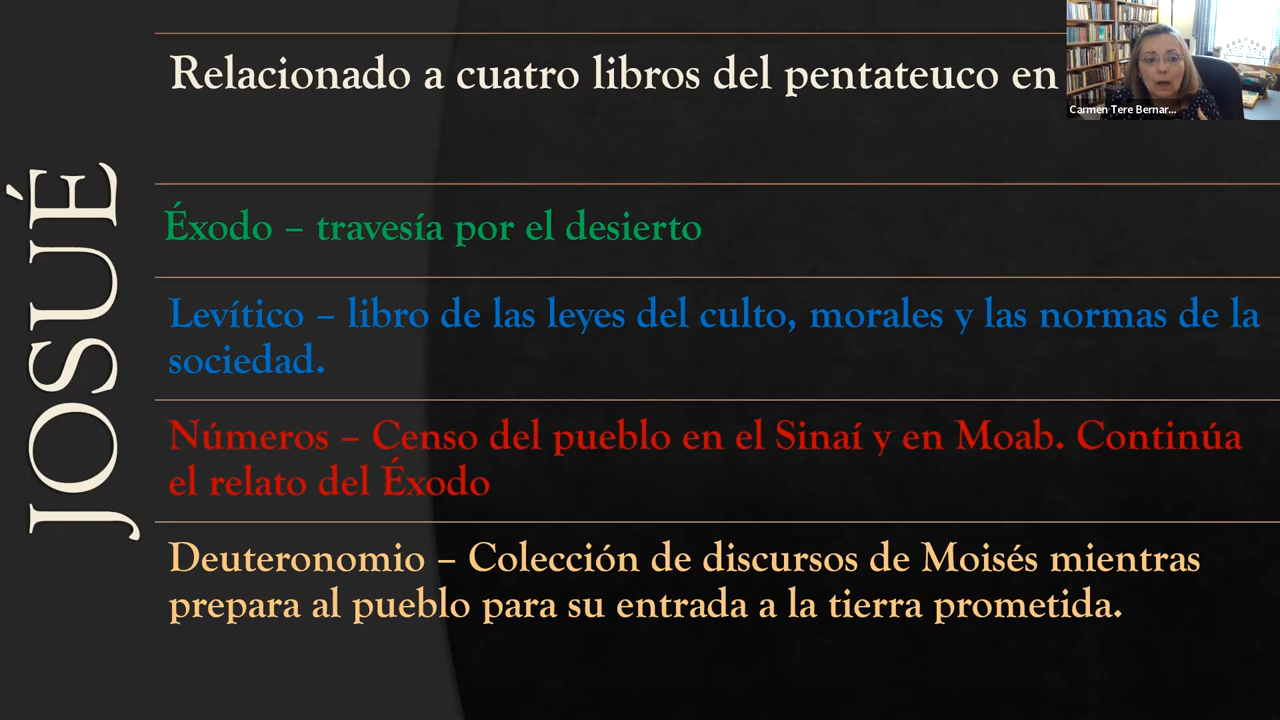 JOSUÉ
Relacionado a cuatro libros del pentateuco en
Carmen Tere Bernar...
Éxodo – travesía por el desierto
Levítico – libro de las leyes del culto, morales y las normas de la
sociedad.
Números – Censo del pueblo en el Sinaí y en Moab. Continúa
el relato del Éxodo
Deuteronomio – Colección de discursos de Moisés mientras
prepara al pueblo para su entrada a la tierra prometida.